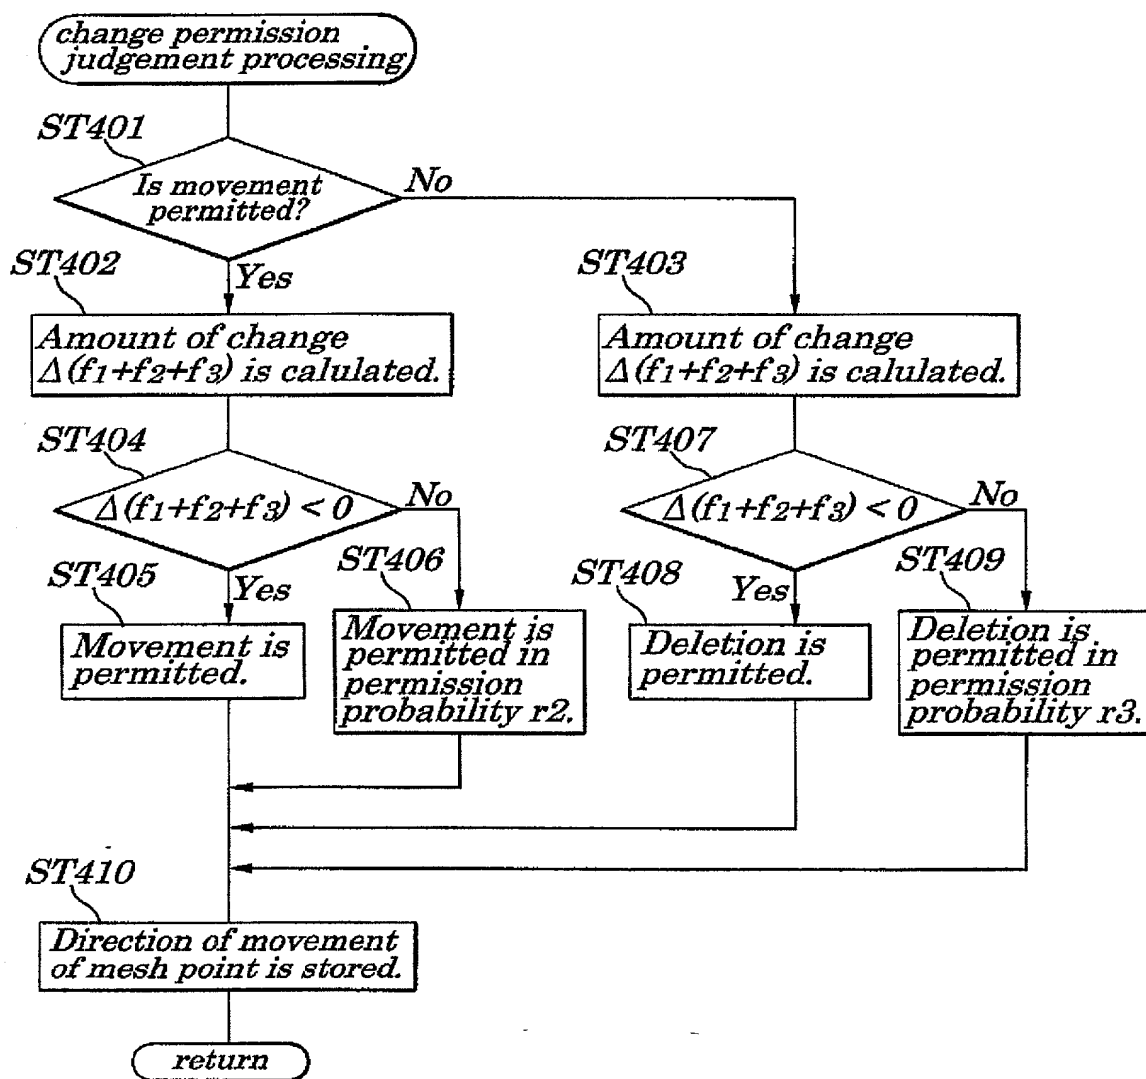 change permission
judgement processing
ST401
Is movement
permitted?
No
Yes
ST402
Amount of change
Δ(f1+f2+f3) is calulated.
ST403
Amount of change
Δ(f1+f2+f3) is calulated.
ST404
Δ(f1+f2+f3) < 0
No
Yes
ST407
Δ(f1+f2+f3) < 0
No
Yes
ST405
Movement is
permitted.
ST406
Movement is
permitted in
permission
probability r2.
ST408
Deletion is
permitted.
ST409
Deletion is
permitted in
permission
probability r3.
ST410
Direction of movement
of mesh point is stored.
return